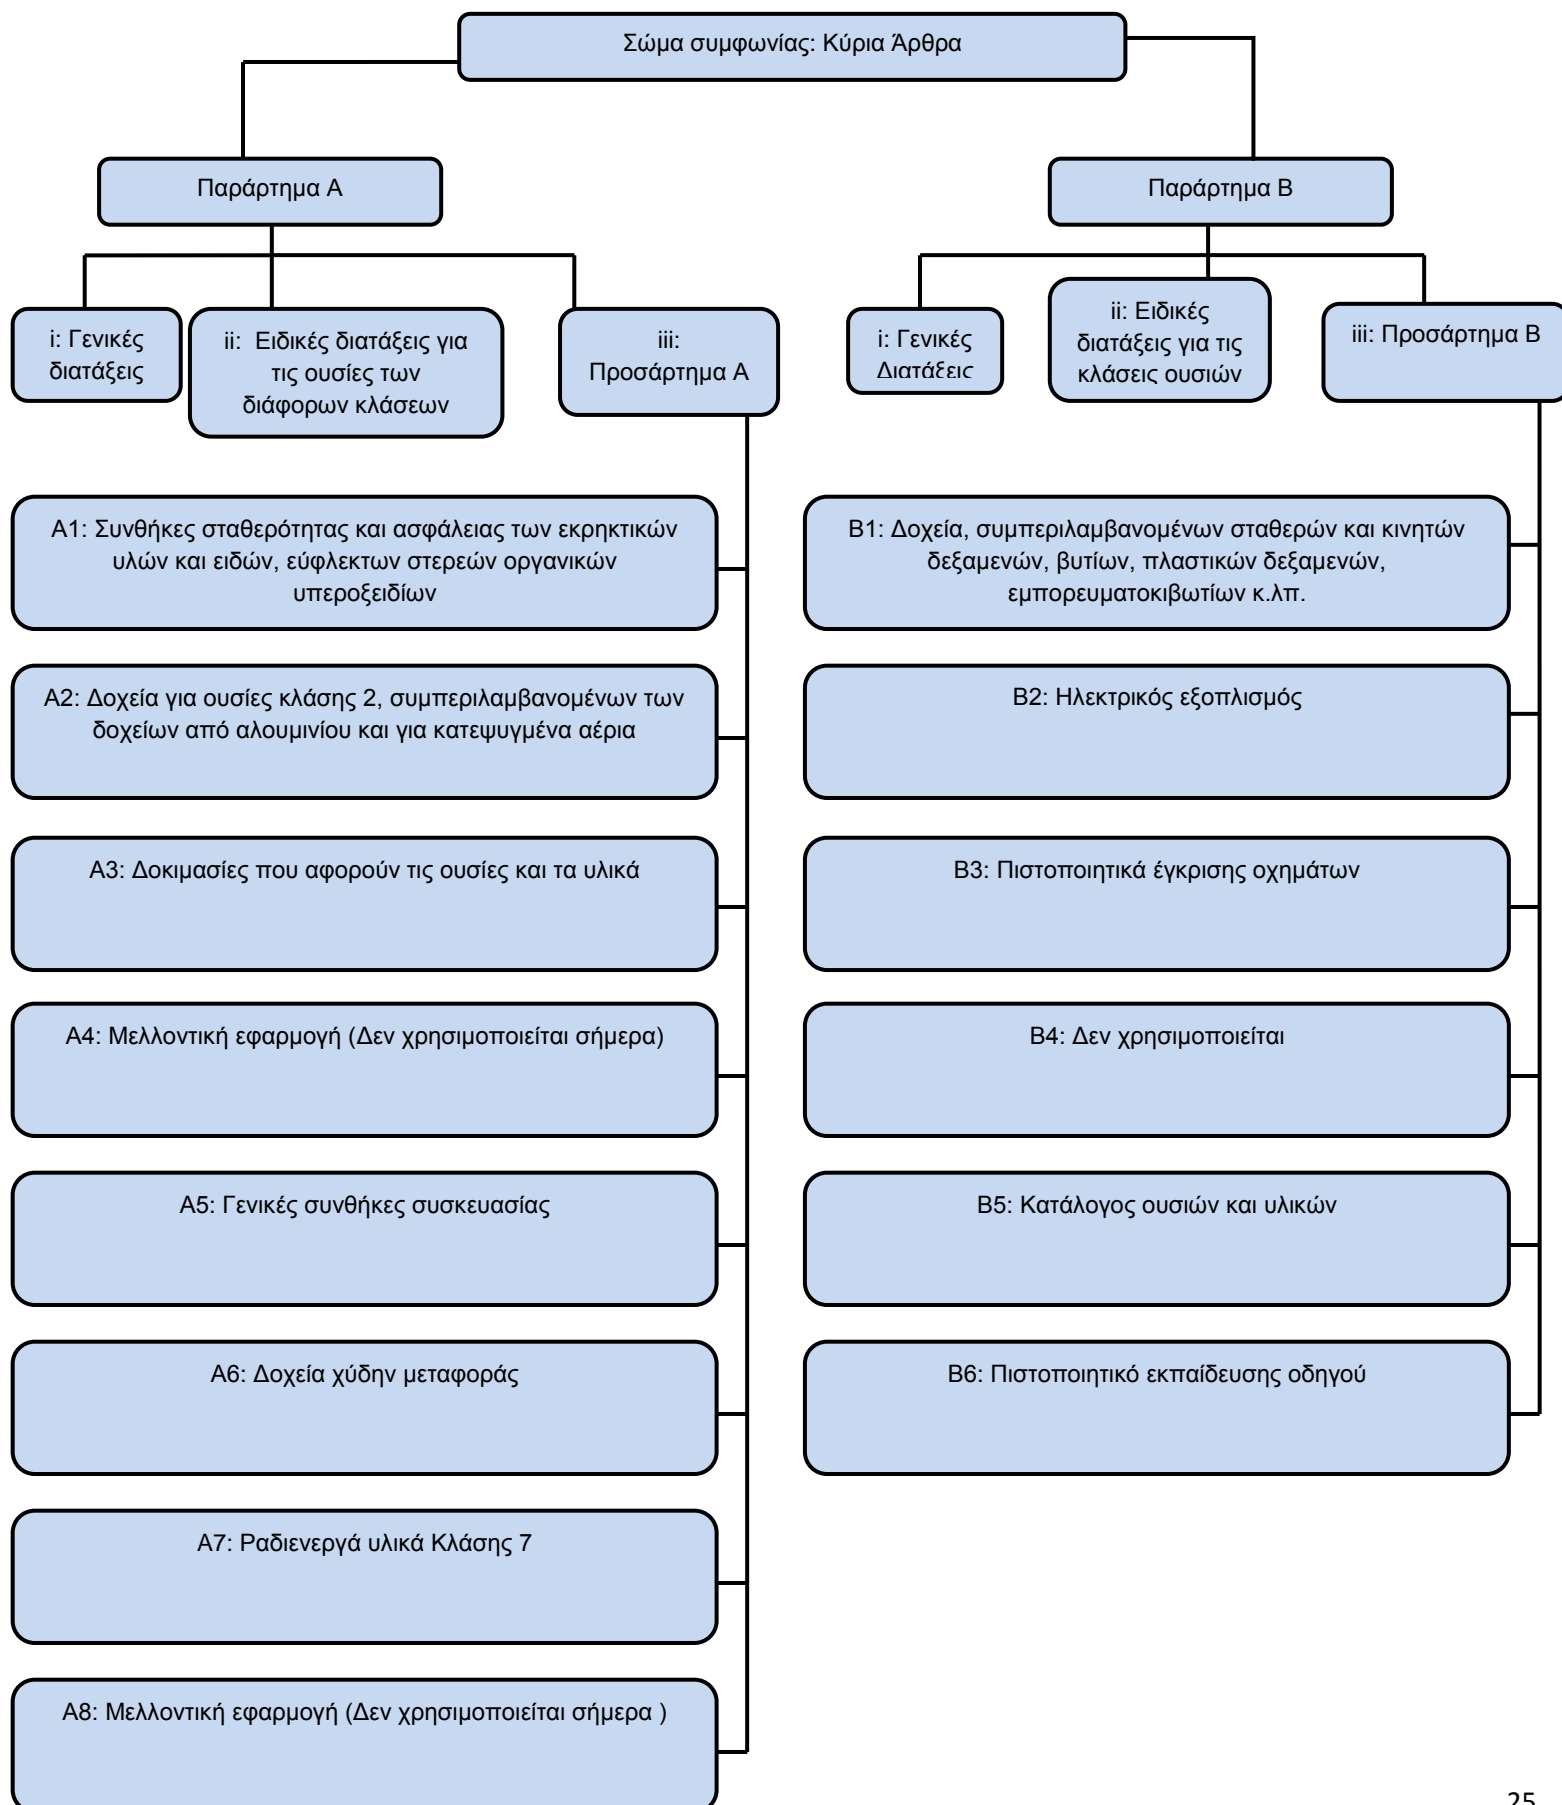 Σώμα συμφωνίας: Κύρια Άρθρα
Παράρτημα Α
Παράρτημα Β
i: Γενικές
διατάξεις
ii:  Ειδικές διατάξεις για
τις ουσίες των
διάφορων κλάσεων
iii:
Προσάρτημα Α
i: Γενικές
Διατάξεις
ii: Ειδικές
διατάξεις για τις
κλάσεις ουσιών
iii: Προσάρτημα Β
Α1: Συνθήκες σταθερότητας και ασφάλειας των εκρηκτικών
υλών και ειδών, εύφλεκτων στερεών οργανικών
υπεροξειδίων
Α2: Δοχεία για ουσίες κλάσης 2, συμπεριλαμβανομένων των
δοχείων από αλουμινίου και για κατεψυγμένα αέρια
Α3: Δοκιμασίες που αφορούν τις ουσίες και τα υλικά
Α4: Μελλοντική εφαρμογή (Δεν χρησιμοποιείται σήμερα)
Α5: Γενικές συνθήκες συσκευασίας
Α6: Δοχεία χύδην μεταφοράς
Α7: Ραδιενεργά υλικά Κλάσης 7
Α8: Μελλοντική εφαρμογή (Δεν χρησιμοποιείται σήμερα )
Β1: Δοχεία, συμπεριλαμβανομένων σταθερών και κινητών
δεξαμενών, βυτίων, πλαστικών δεξαμενών,
εμπορευματοκιβωτίων κ.λπ.
Β2: Ηλεκτρικός εξοπλισμός
Β3: Πιστοποιητικά έγκρισης οχημάτων
Β4: Δεν χρησιμοποιείται
Β5: Κατάλογος ουσιών και υλικών
Β6: Πιστοποιητικό εκπαίδευσης οδηγού
25